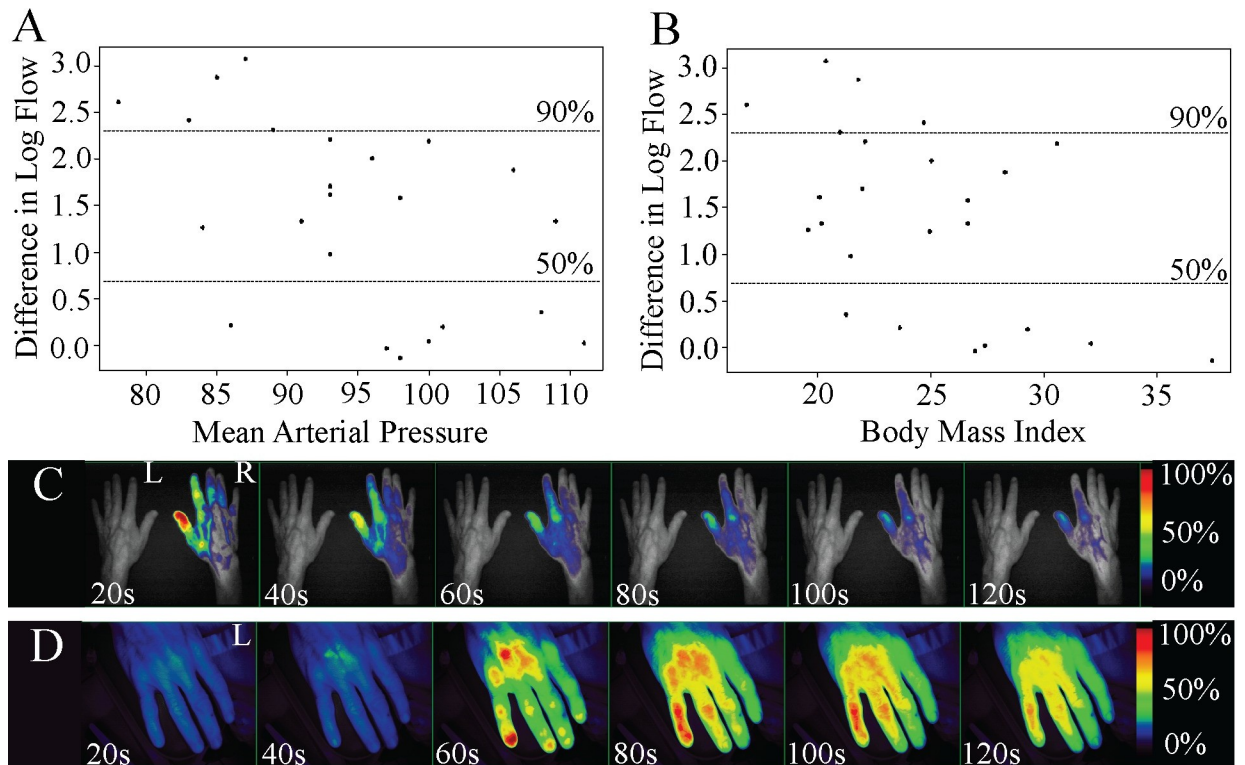 A
Difference in Log Flow
3.0
2.5
2.0
1.5
1.0
0.5
0.0
90%
50%
80 85 90 95 100 105 110
Mean Arterial Pressure
B
Difference in Log Flow
3.0
2.5
2.0
1.5
1.0
0.5
0.0
90%
50%
20 25 30 35
Body Mass Index
C
L R
20s 40s 60s 80s 100s 120s
100%
50%
0%
D
L
20s 40s 60s 80s 100s 120s
100%
50%
0%